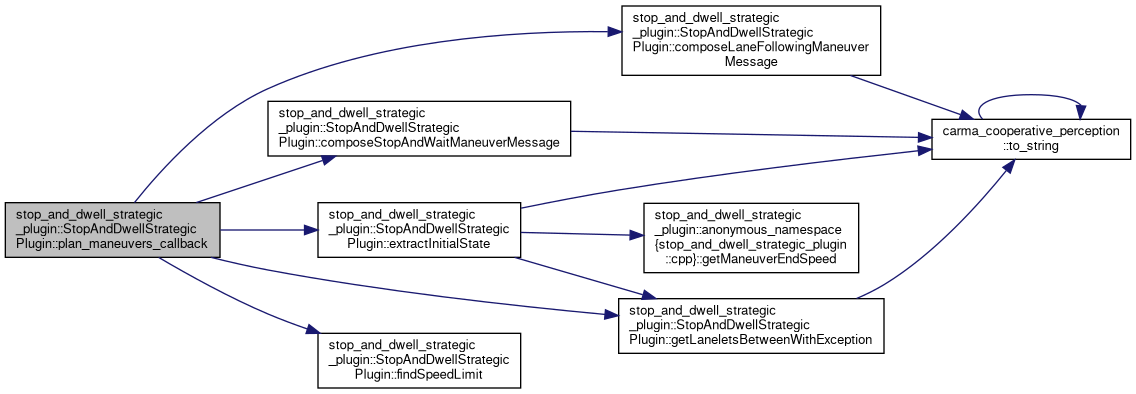 stop_and_dwell_strategic
_plugin::StopAndDwellStrategic
Plugin::composeLaneFollowingManeuver
Message
stop_and_dwell_strategic
_plugin::StopAndDwellStrategic
Plugin::composeStopAndWaitManeuverMessage
carma_cooperative_perception
::to_string
stop_and_dwell_strategic
_plugin::StopAndDwellStrategic
Plugin::plan_maneuvers_callback
stop_and_dwell_strategic
_plugin::StopAndDwellStrategic
Plugin::extractInitialState
stop_and_dwell_strategic
_plugin::anonymous_namespace
{stop_and_dwell_strategic_plugin
::cpp}::getManeuverEndSpeed
stop_and_dwell_strategic
_plugin::StopAndDwellStrategic
Plugin::getLaneletsBetweenWithException
stop_and_dwell_strategic
_plugin::StopAndDwellStrategic
Plugin::findSpeedLimit